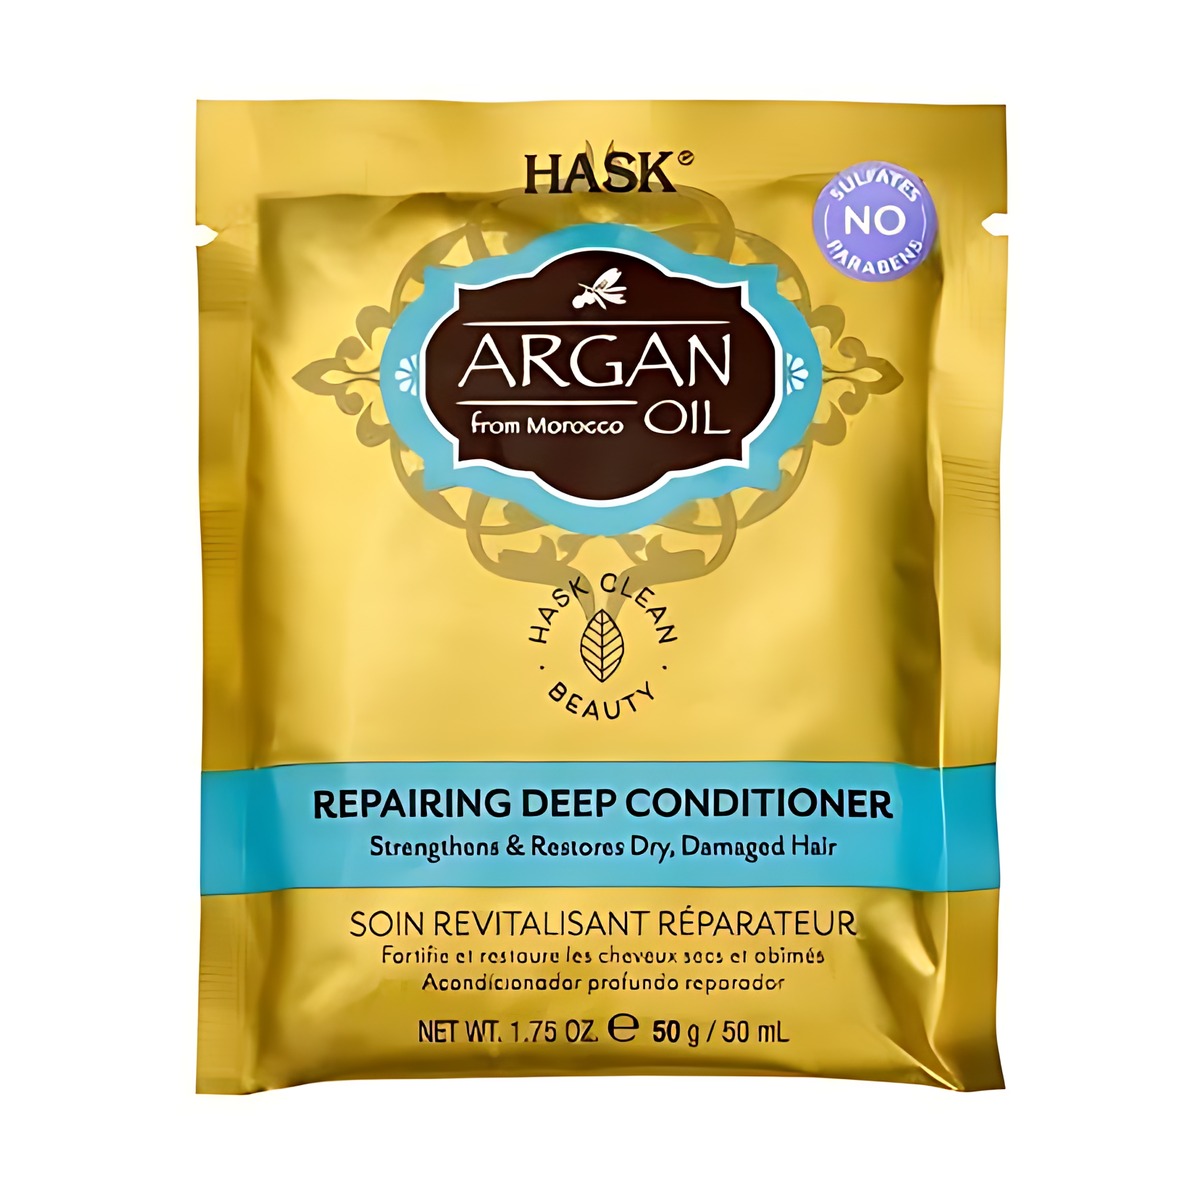 HASK®
SULFATES
NO
PARABENS
ARGAN
from Morocco OIL
HASK CLEAN
BEAUTY
REPAIRING DEEP CONDITIONER
Strengthens & Restores Dry, Damaged Hair
SOIN REVITALISANT RÉPARATEUR
Fortifie et restaure les cheveux secs et abîmés
Acondicionador profundo reparador
NET WT. 1.75 OZ. ℮ 50 g / 50 mL